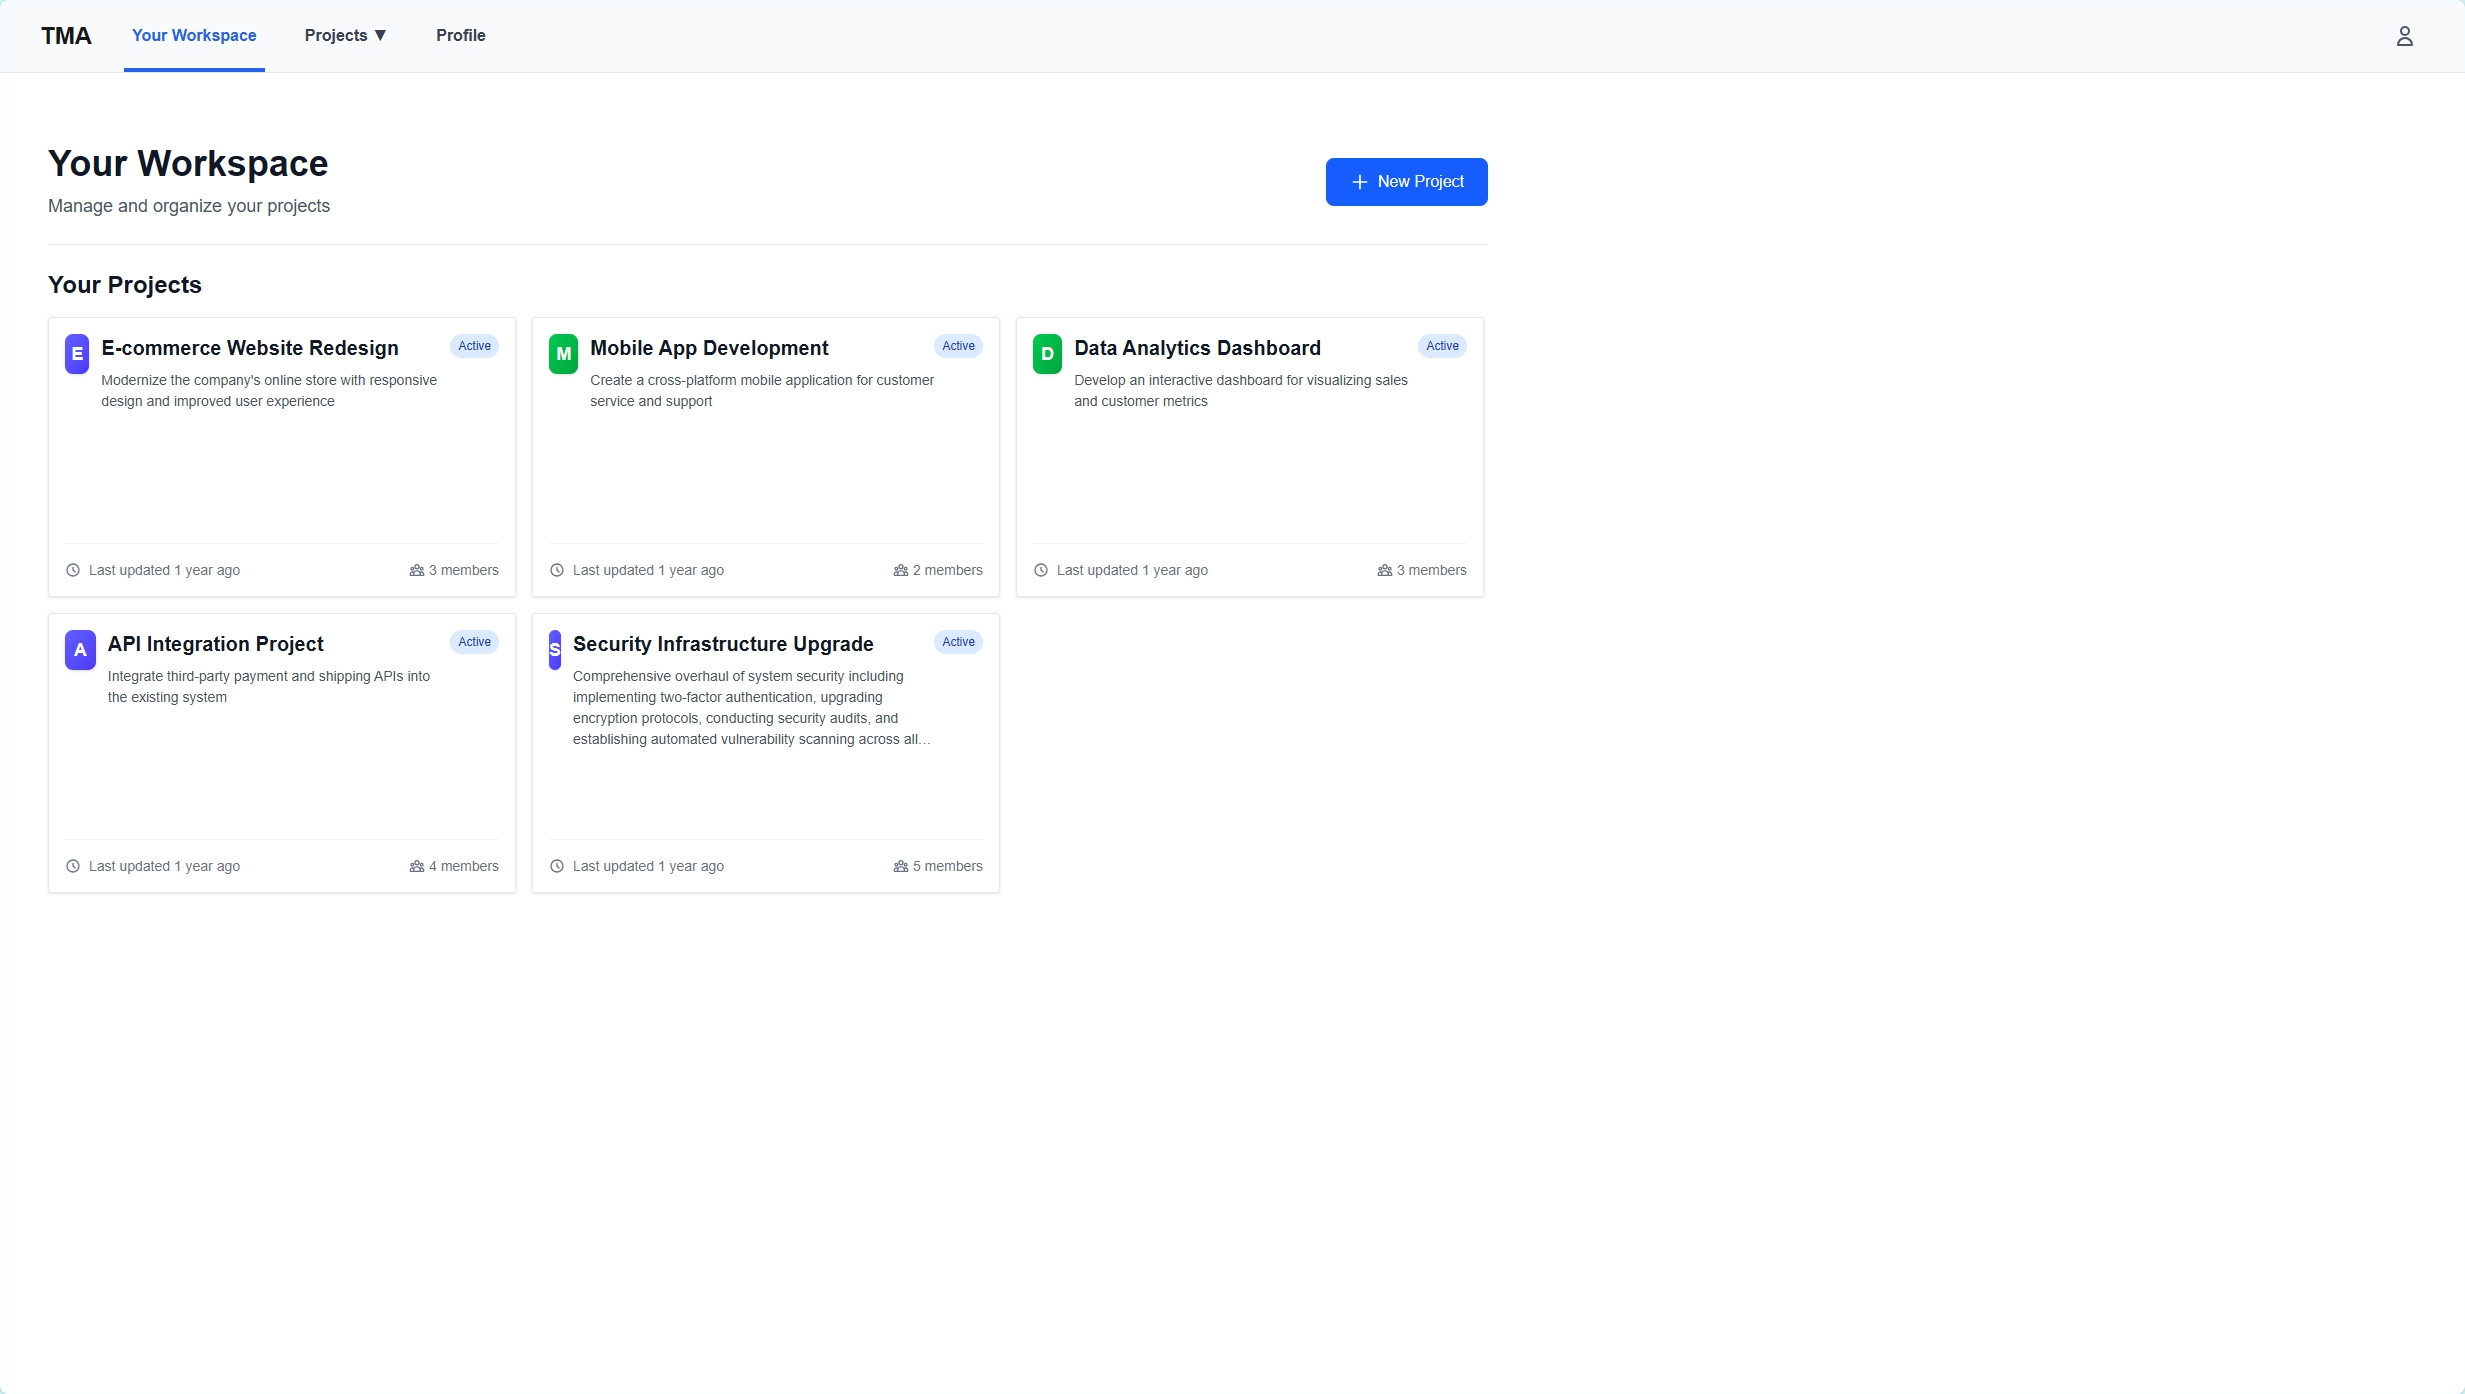 TMA
Your Workspace
Projects ▼
Profile
Your Workspace
Manage and organize your projects
New Project
Your Projects
E
E-commerce Website Redesign
Active
Modernize the company's online store with responsive
design and improved user experience
Last updated 1 year ago
3 members
M
Mobile App Development
Active
Create a cross-platform mobile application for customer
service and support
Last updated 1 year ago
2 members
D
Data Analytics Dashboard
Active
Develop an interactive dashboard for visualizing sales
and customer metrics
Last updated 1 year ago
3 members
A
API Integration Project
Active
Integrate third-party payment and shipping APIs into
the existing system
Last updated 1 year ago
4 members
S
Security Infrastructure Upgrade
Active
Comprehensive overhaul of system security including
implementing two-factor authentication, upgrading
encryption protocols, conducting security audits, and
establishing automated vulnerability scanning across all…
Last updated 1 year ago
5 members